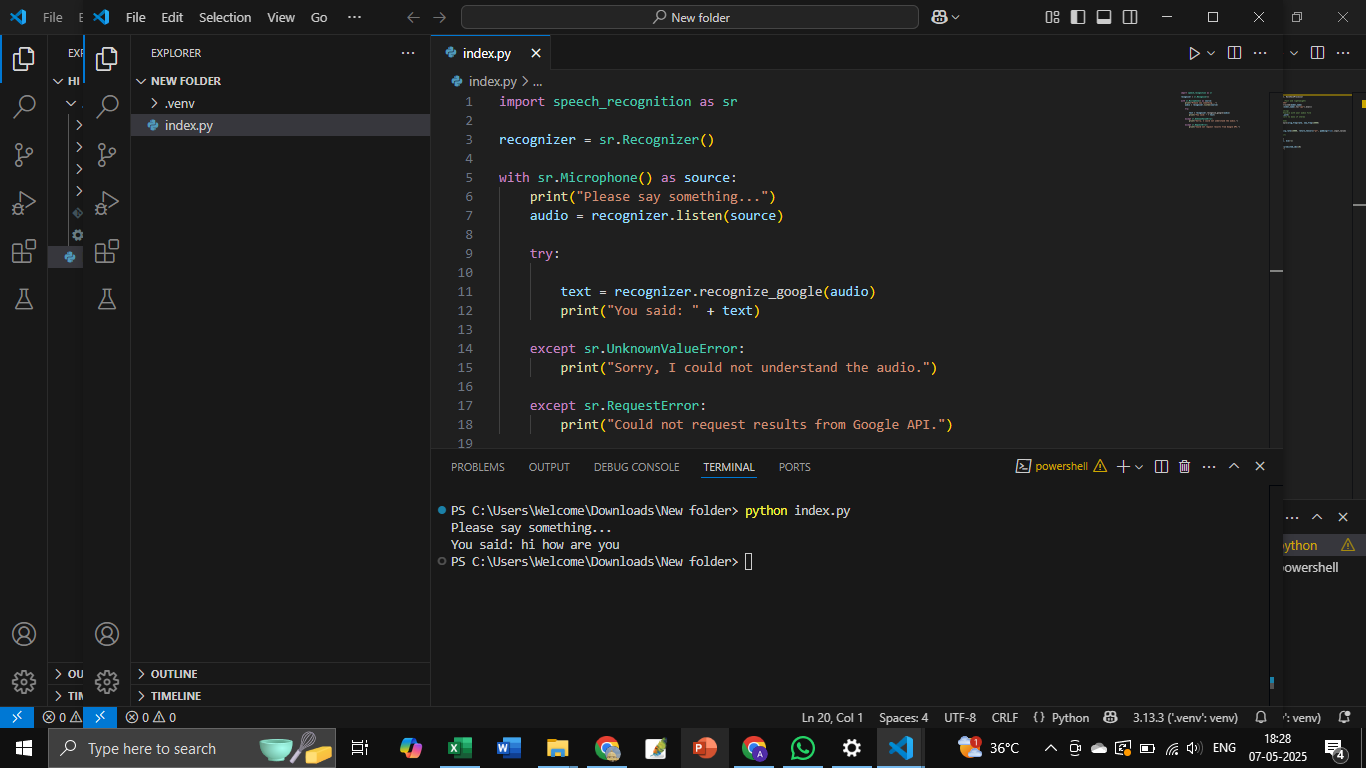 File
File Edit Selection View Go ··· New folder
EXPLORER
NEW FOLDER
.venv
index.py
HI
OUTLINE
TIMELINE
index.py
index.py > ...
1 import speech_recognition as sr
2
3 recognizer = sr.Recognizer()
4
5 with sr.Microphone() as source:
6 print("Please say something...")
7 audio = recognizer.listen(source)
8
9 try:
10
11 text = recognizer.recognize_google(audio)
12 print("You said: " + text)
13
14 except sr.UnknownValueError:
15 print("Sorry, I could not understand the audio.")
16
17 except sr.RequestError:
18 print("Could not request results from Google API.")
19
PROBLEMS OUTPUT DEBUG CONSOLE TERMINAL PORTS powershell
PS C:\Users\Welcome\Downloads\New folder> python index.py
Please say something...
You said: hi how are you
PS C:\Users\Welcome\Downloads\New folder>
ython
powershell
0 0 0 Ln 20, Col 1 Spaces: 4 UTF-8 CRLF {} Python 3.13.3 ('.venv': venv) ': venv)
Type here to search 1 36°C ENG 18:28
07-05-2025 4